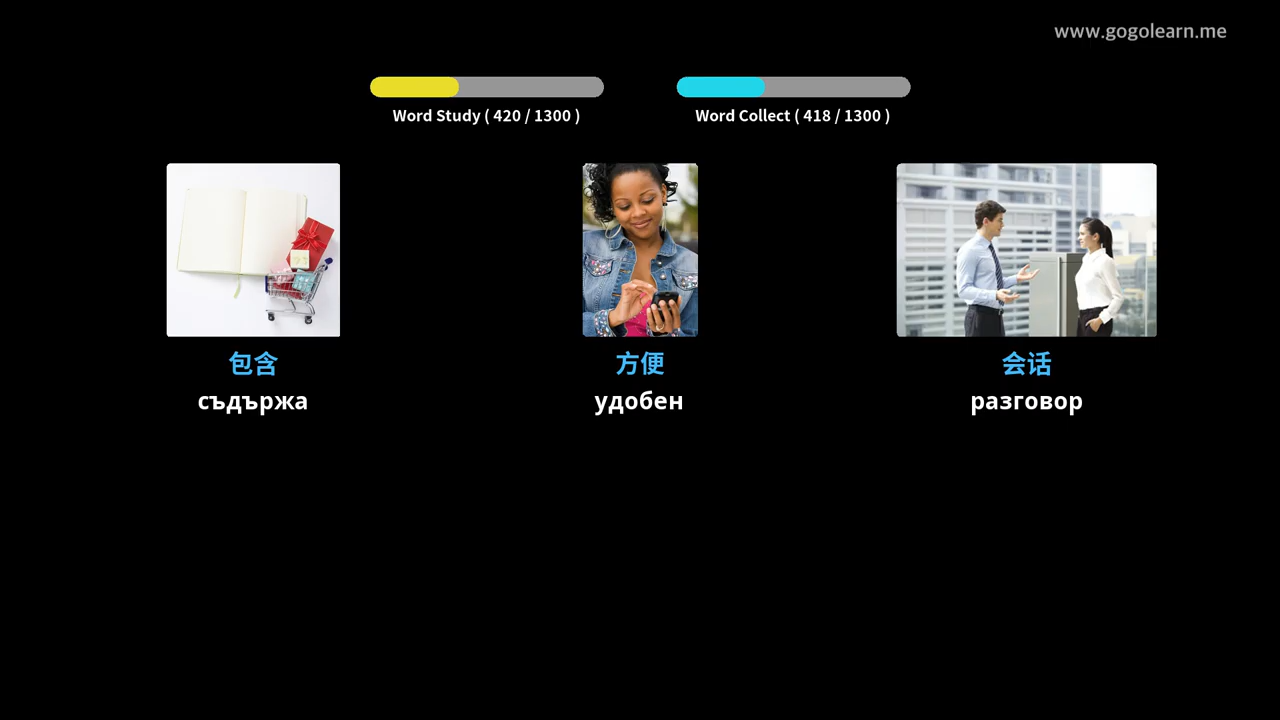 www.gogolearn.me
Word Study ( 420 / 1300 )
Word Collect ( 418 / 1300 )
包含
съдържа
方便
удобен
会话
разговор